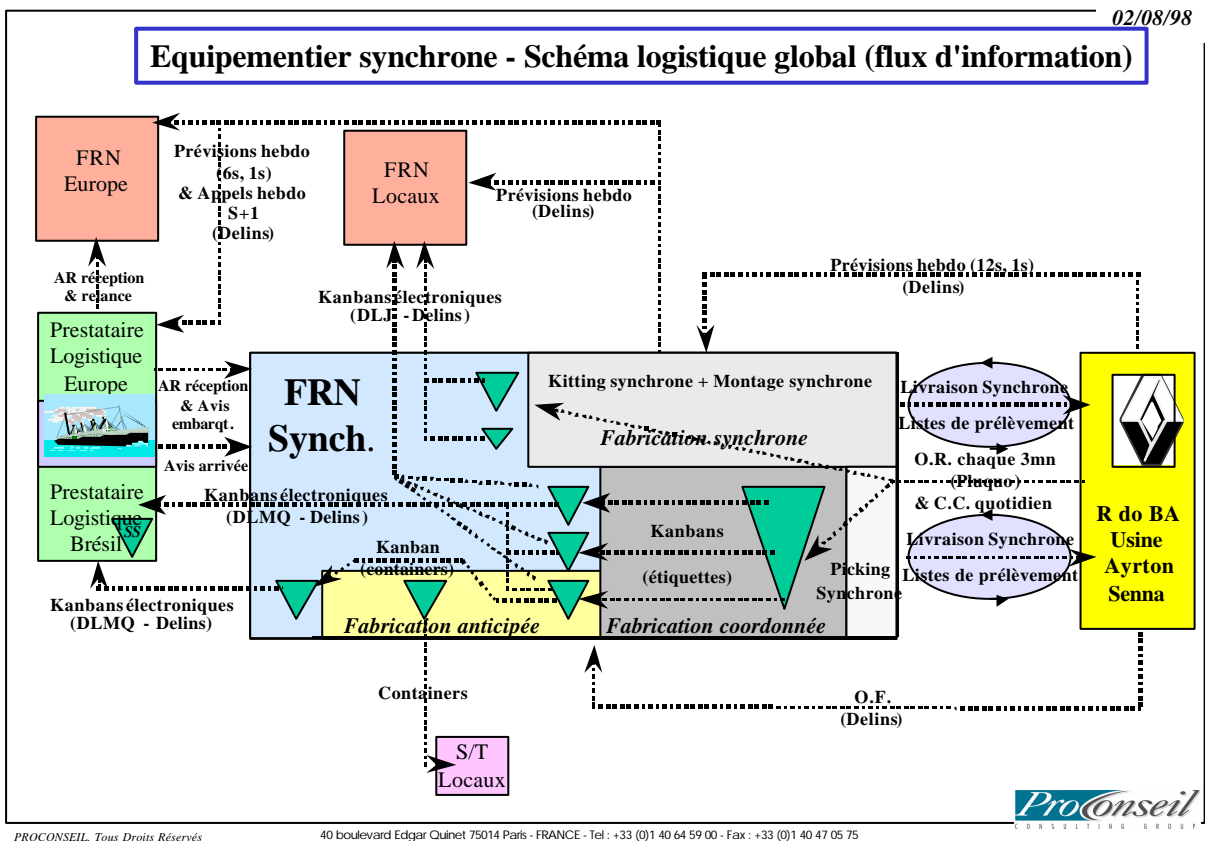 02/08/98
Equipementier synchrone - Schéma logistique global (flux d'information)
FRN
Europe
Prévisions hebdo
(6s, 1s)
& Appels hebdo
S+1
(Delins)
FRN
Locaux
Prévisions hebdo
(Delins)
Prévisions hebdo (12s, 1s)
(Delins)
AR réception
& relance
Kanbans électroniques
(DLJ - Delins)
Prestataire
Logistique
Europe
AR réception
& Avis
embarqt.
Avis arrivée
FRN
Synch.
Kitting synchrone + Montage synchrone
Fabrication synchrone
Livraison Synchrone
Listes de prélèvement
O.R. chaque 3mn
(Pluquo)
& C.C. quotidien
Livraison Synchrone
Listes de prélèvement
R do BA
Usine
Ayrton
Senna
Prestataire
Logistique
Brésil
SS
Kanbans électroniques
(DLMQ - Delins)
Kanban
(containers)
Kanbans
(étiquettes)
Picking
Synchrone
Kanbans électroniques
(DLMQ - Delins)
Fabrication anticipée
Fabrication coordonnée
Containers
O.F.
(Delins)
S/T
Locaux
ProConseil
CONSULTING GROUP
PROCONSEIL. Tous Droits Réservés
40 boulevard Edgar Quinet 75014 Paris - FRANCE - Tel : +33 (0)1 40 64 59 00 - Fax : +33 (0)1 40 47 05 75